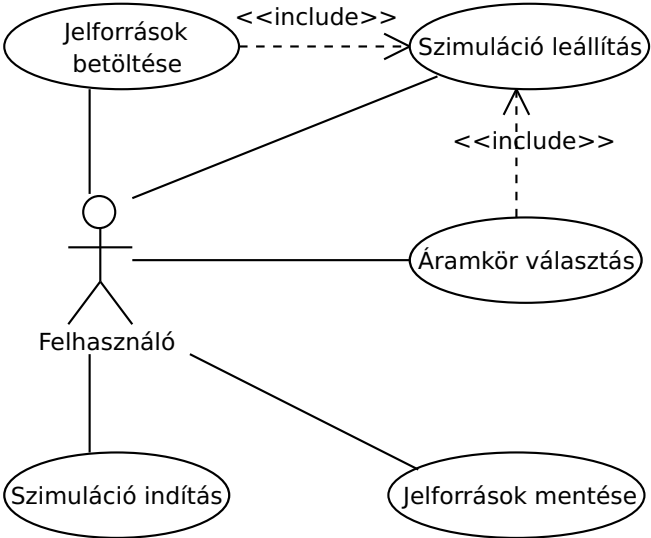 <<include>>
Jelforrások
betöltése
Szimuláció leállítás
<<include>>
Áramkör választás
Felhasználó
Szimuláció indítás
Jelforrások mentése